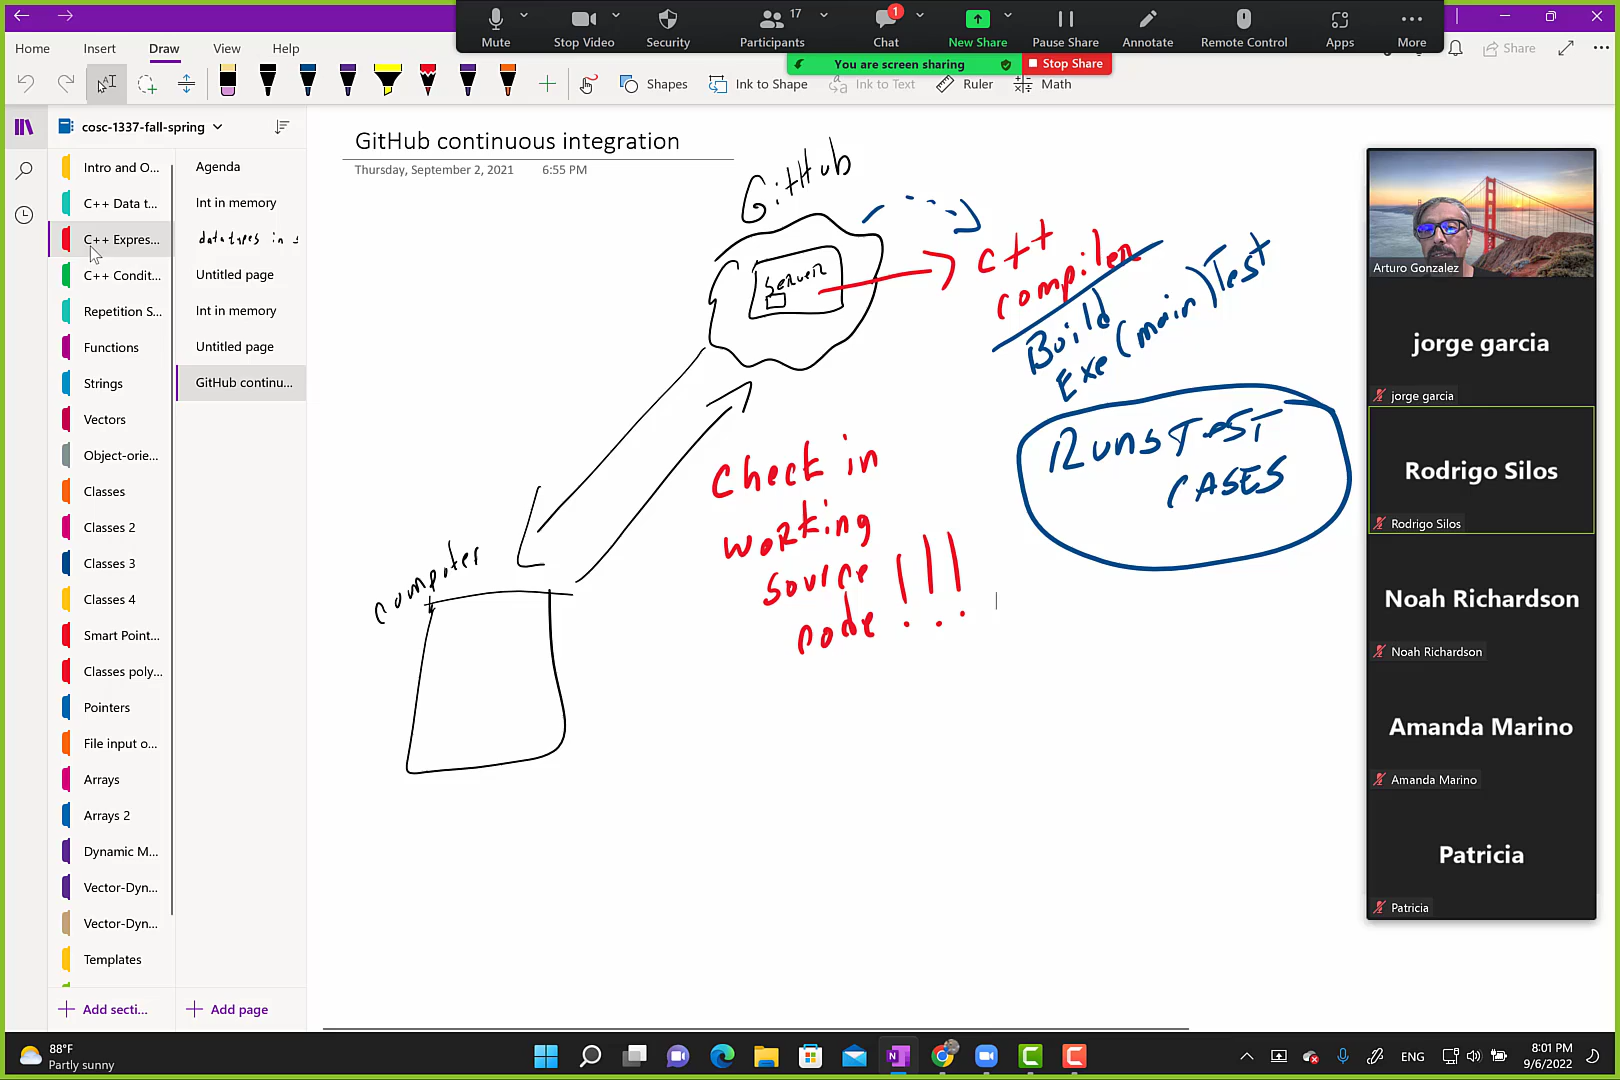 Mute
Stop Video
Security
Participants
17
Chat
1
New Share
Pause Share
Annotate
Remote Control
Apps
More
You are screen sharing
Stop Share
Home
Insert
Draw
View
Help
Share
Shapes
Ink to Shape
Ink to Text
Ruler
Math
cosc-1337-fall-spring
Intro and O...
C++ Data t...
C++ Expres...
C++ Condit...
Repetition S...
Functions
Strings
Vectors
Object-orie...
Classes
Classes 2
Classes 3
Classes 4
Smart Point...
Classes poly...
Pointers
File input o...
Arrays
Arrays 2
Dynamic M...
Vector-Dyn...
Vector-Dyn...
Templates
Add secti...
Agenda
Int in memory
data types in
Untitled page
Int in memory
Untitled page
GitHub continu...
Add page
GitHub continuous integration
Thursday, September 2, 2021
6:55 PM
GitHub
server
C++
compiler
Build
Exe(main)Test
Runs Test
CASES
Check in
working
source
code!!!
computer
Arturo Gonzalez
jorge garcia
jorge garcia
Rodrigo Silos
Rodrigo Silos
Noah Richardson
Noah Richardson
Amanda Marino
Amanda Marino
Patricia
Patricia
88°F
Partly sunny
ENG
8:01 PM
9/6/2022